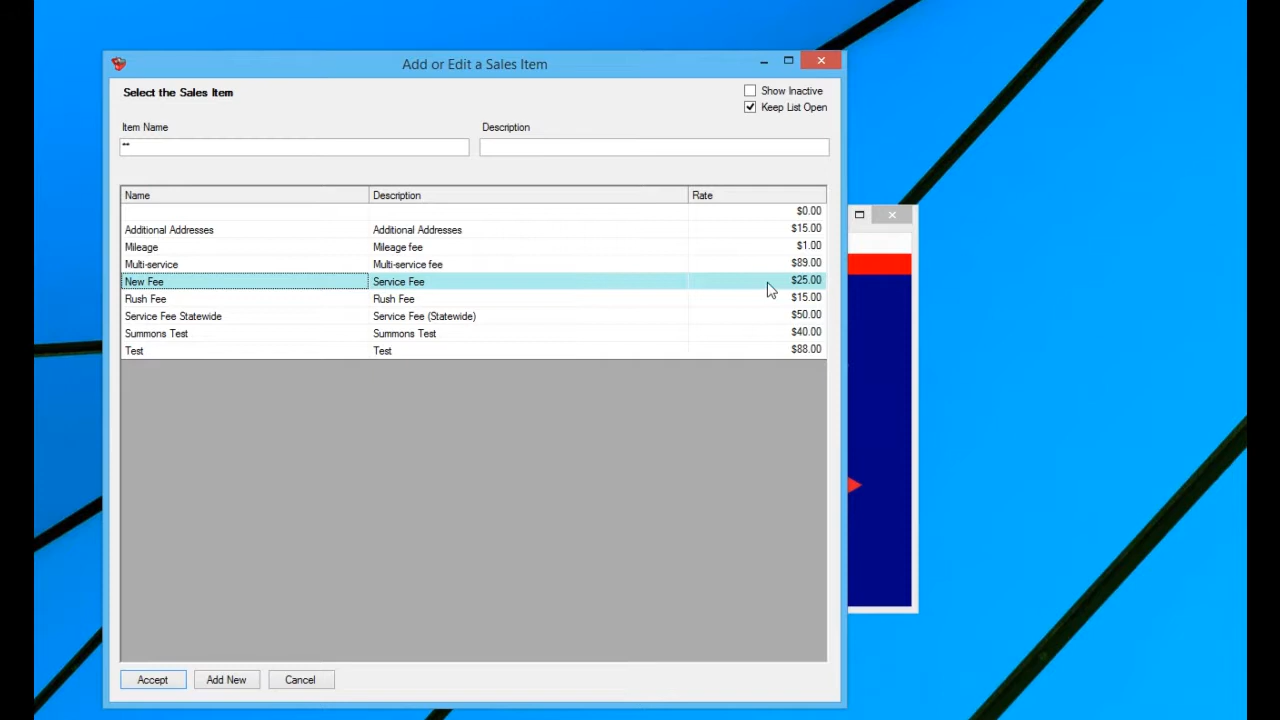 Add or Edit a Sales Item
Select the Sales Item
Show Inactive
Keep List Open
Item Name Description
**
Name Description Rate
$0.00
Additional Addresses Additional Addresses $15.00
Mileage Mileage fee $1.00
Multi-service Multi-service fee $89.00
New Fee Service Fee $25.00
Rush Fee Rush Fee $15.00
Service Fee Statewide Service Fee (Statewide) $50.00
Summons Test Summons Test $40.00
Test Test $88.00
Accept Add New Cancel